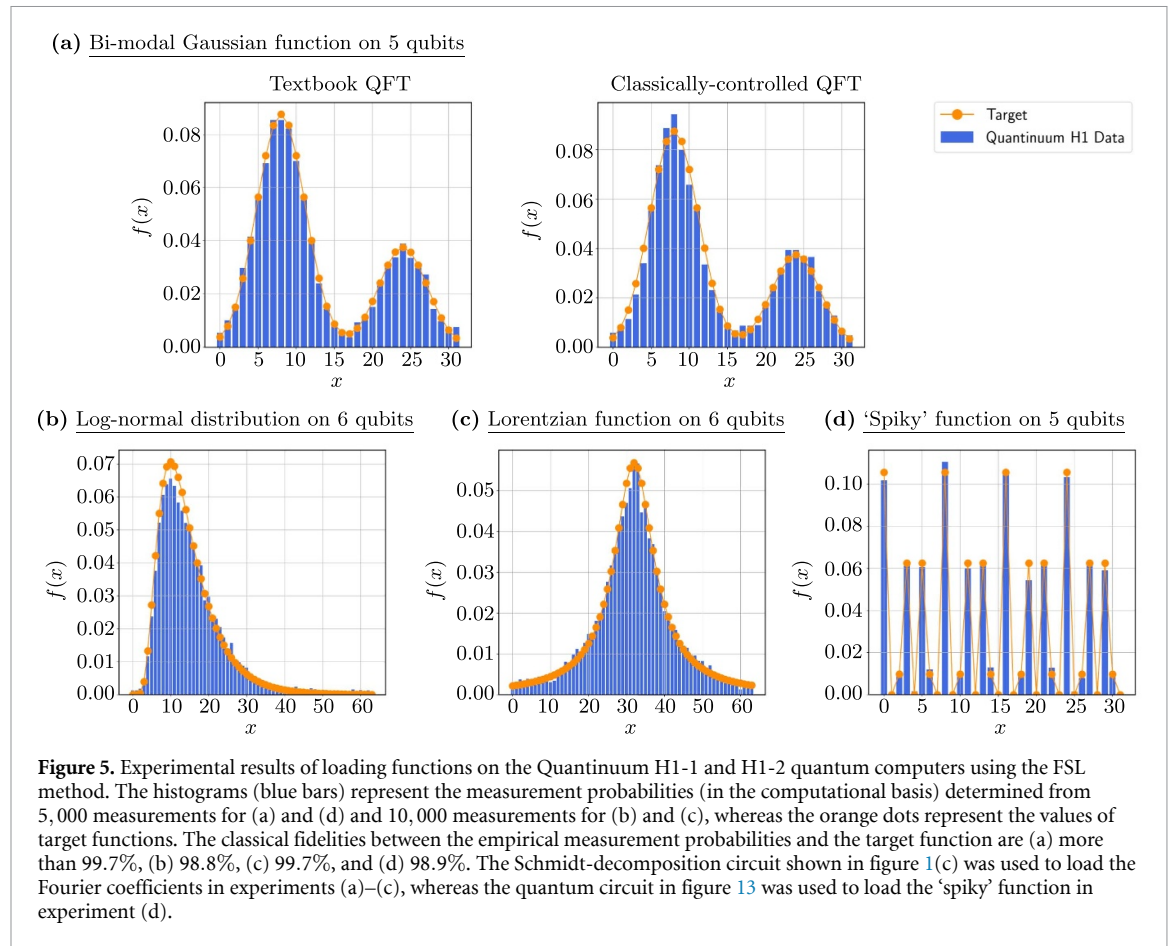 (a) Bi-modal Gaussian function on 5 qubits
Textbook QFT
Classically-controlled QFT
Target
Quantinuum H1 Data
f(x)
0.08
0.06
0.04
0.02
0.00
0 5 10 15 20 25 30
x
f(x)
0.08
0.06
0.04
0.02
0.00
0 5 10 15 20 25 30
x
(b) Log-normal distribution on 6 qubits
f(x)
0.07
0.06
0.05
0.04
0.03
0.02
0.01
0.00
0 10 20 30 40 50 60
x
(c) Lorentzian function on 6 qubits
f(x)
0.05
0.04
0.03
0.02
0.01
0.00
0 10 20 30 40 50 60
x
(d) ‘Spiky’ function on 5 qubits
f(x)
0.10
0.08
0.06
0.04
0.02
0.00
0 5 10 15 20 25 30
x
Figure 5. Experimental results of loading functions on the Quantinuum H1-1 and H1-2 quantum computers using the FSL
method. The histograms (blue bars) represent the measurement probabilities (in the computational basis) determined from
5, 000 measurements for (a) and (d) and 10, 000 measurements for (b) and (c), whereas the orange dots represent the values of
target functions. The classical fidelities between the empirical measurement probabilities and the target function are (a) more
than 99.7%, (b) 98.8%, (c) 99.7%, and (d) 98.9%. The Schmidt-decomposition circuit shown in figure 1(c) was used to load the
Fourier coefficients in experiments (a)–(c), whereas the quantum circuit in figure 13 was used to load the ‘spiky’ function in
experiment (d).